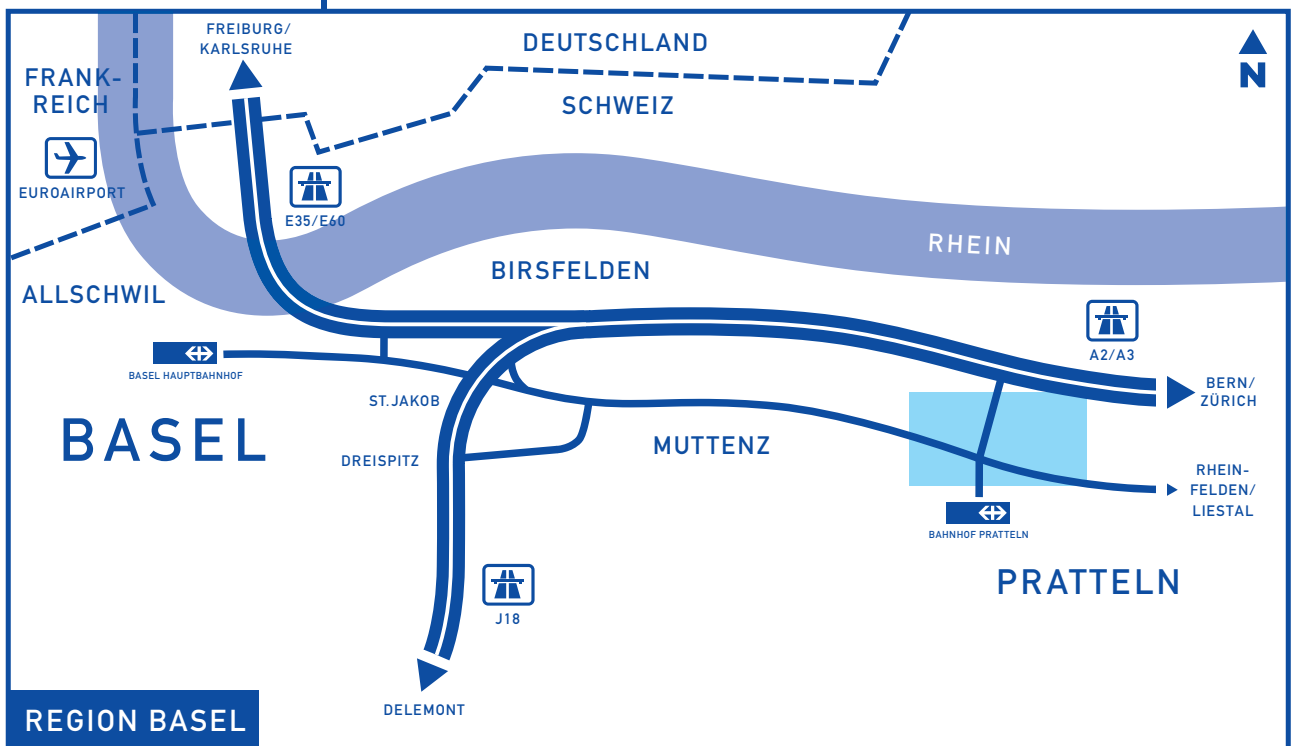 FREIBURG/
KARLSRUHE
DEUTSCHLAND
N
FRANK-
REICH
SCHWEIZ
EUROAIRPORT
E35/E60
RHEIN
BIRSFELDEN
ALLSCHWIL
A2/A3
BASEL HAUPTBAHNHOF
BERN/
ZÜRICH
ST.JAKOB
BASEL
MUTTENZ
DREISPITZ
RHEIN-
FELDEN/
LIESTAL
BAHNHOF PRATTELN
PRATTELN
J18
DELEMONT
REGION BASEL